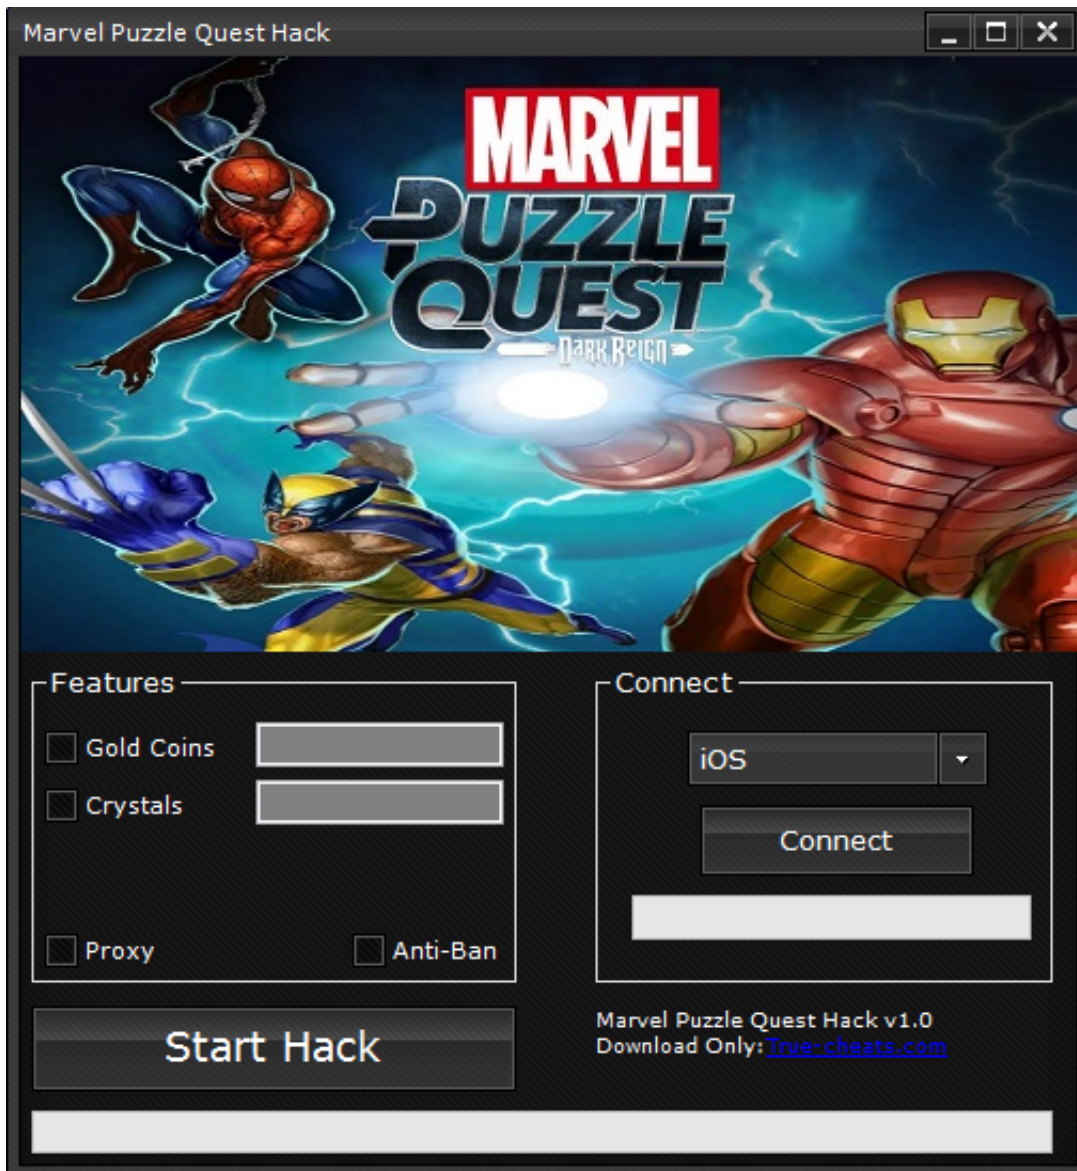 Marvel Puzzle Quest Hack
MARVEL
PUZZLE
QUEST
DARK REIGN
Features
Gold Coins
Crystals
Proxy
Anti-Ban
Connect
iOS
Connect
Start Hack
Marvel Puzzle Quest Hack v1.0
Download Only: True-cheats.com